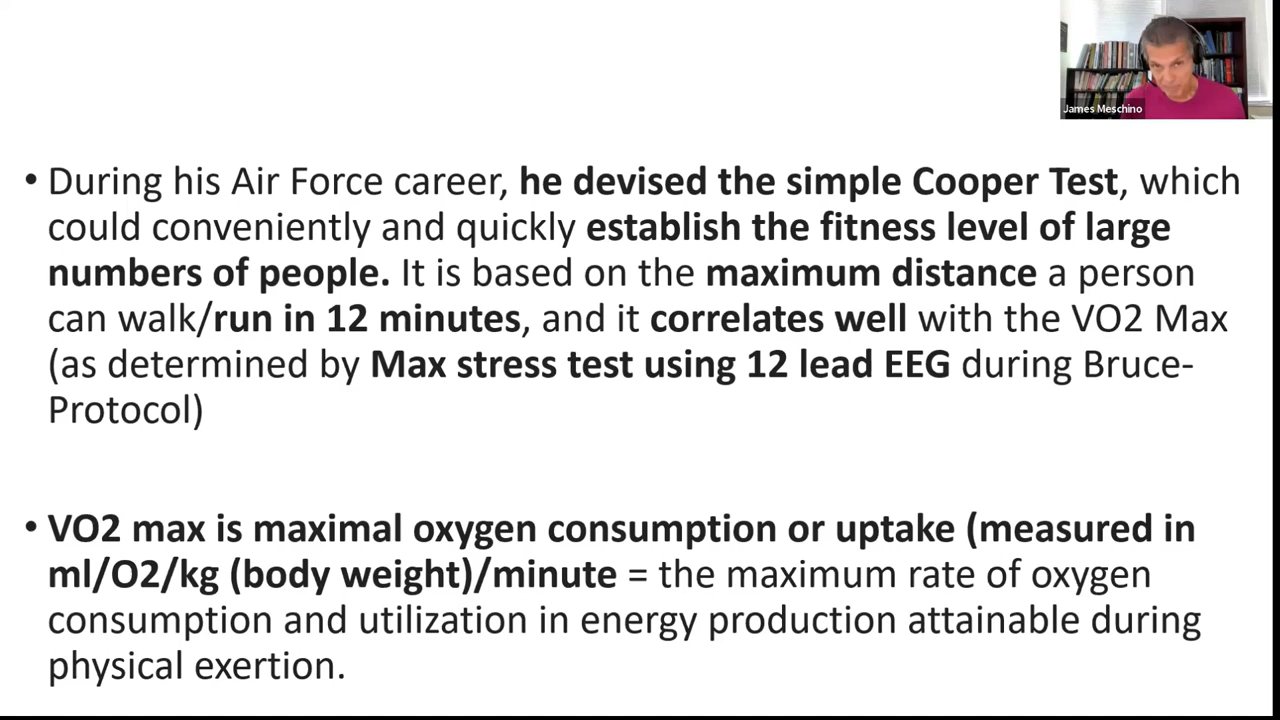 James Meschino
• During his Air Force career, he devised the simple Cooper Test, which
could conveniently and quickly establish the fitness level of large
numbers of people. It is based on the maximum distance a person
can walk/run in 12 minutes, and it correlates well with the VO2 Max
(as determined by Max stress test using 12 lead EEG during Bruce-
Protocol)
• VO2 max is maximal oxygen consumption or uptake (measured in
ml/O2/kg (body weight)/minute = the maximum rate of oxygen
consumption and utilization in energy production attainable during
physical exertion.